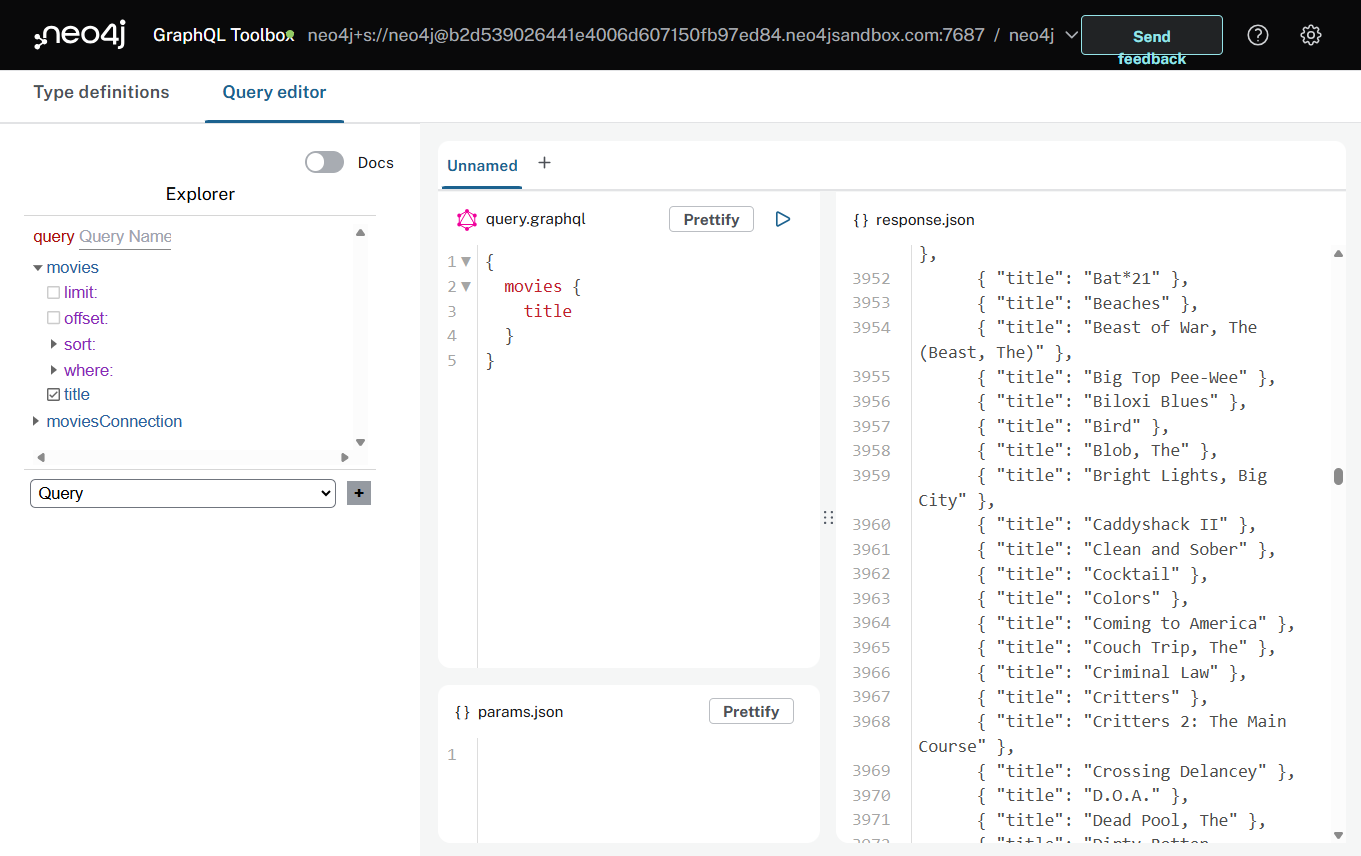 neo4j GraphQL Toolbox neo4j+s://neo4j@b2d539026441e4006d607150fb97ed84.neo4jsandbox.com:7687 / neo4j Send feedback ?
Type definitions Query editor
Docs
Explorer
query Query Name
movies
limit:
offset:
sort:
where:
title
moviesConnection
Query +
Unnamed +
query.graphql Prettify
1 {
2 movies {
3 title
4 }
5 }
{ } params.json Prettify
1
{ } response.json
},
3952 { "title": "Bat*21" },
3953 { "title": "Beaches" },
3954 { "title": "Beast of War, The
(Beast, The)" },
3955 { "title": "Big Top Pee-Wee" },
3956 { "title": "Biloxi Blues" },
3957 { "title": "Bird" },
3958 { "title": "Blob, The" },
3959 { "title": "Bright Lights, Big
City" },
3960 { "title": "Caddyshack II" },
3961 { "title": "Clean and Sober" },
3962 { "title": "Cocktail" },
3963 { "title": "Colors" },
3964 { "title": "Coming to America" },
3965 { "title": "Couch Trip, The" },
3966 { "title": "Criminal Law" },
3967 { "title": "Critters" },
3968 { "title": "Critters 2: The Main
Course" },
3969 { "title": "Crossing Delancey" },
3970 { "title": "D.O.A." },
3971 { "title": "Dead Pool, The" },